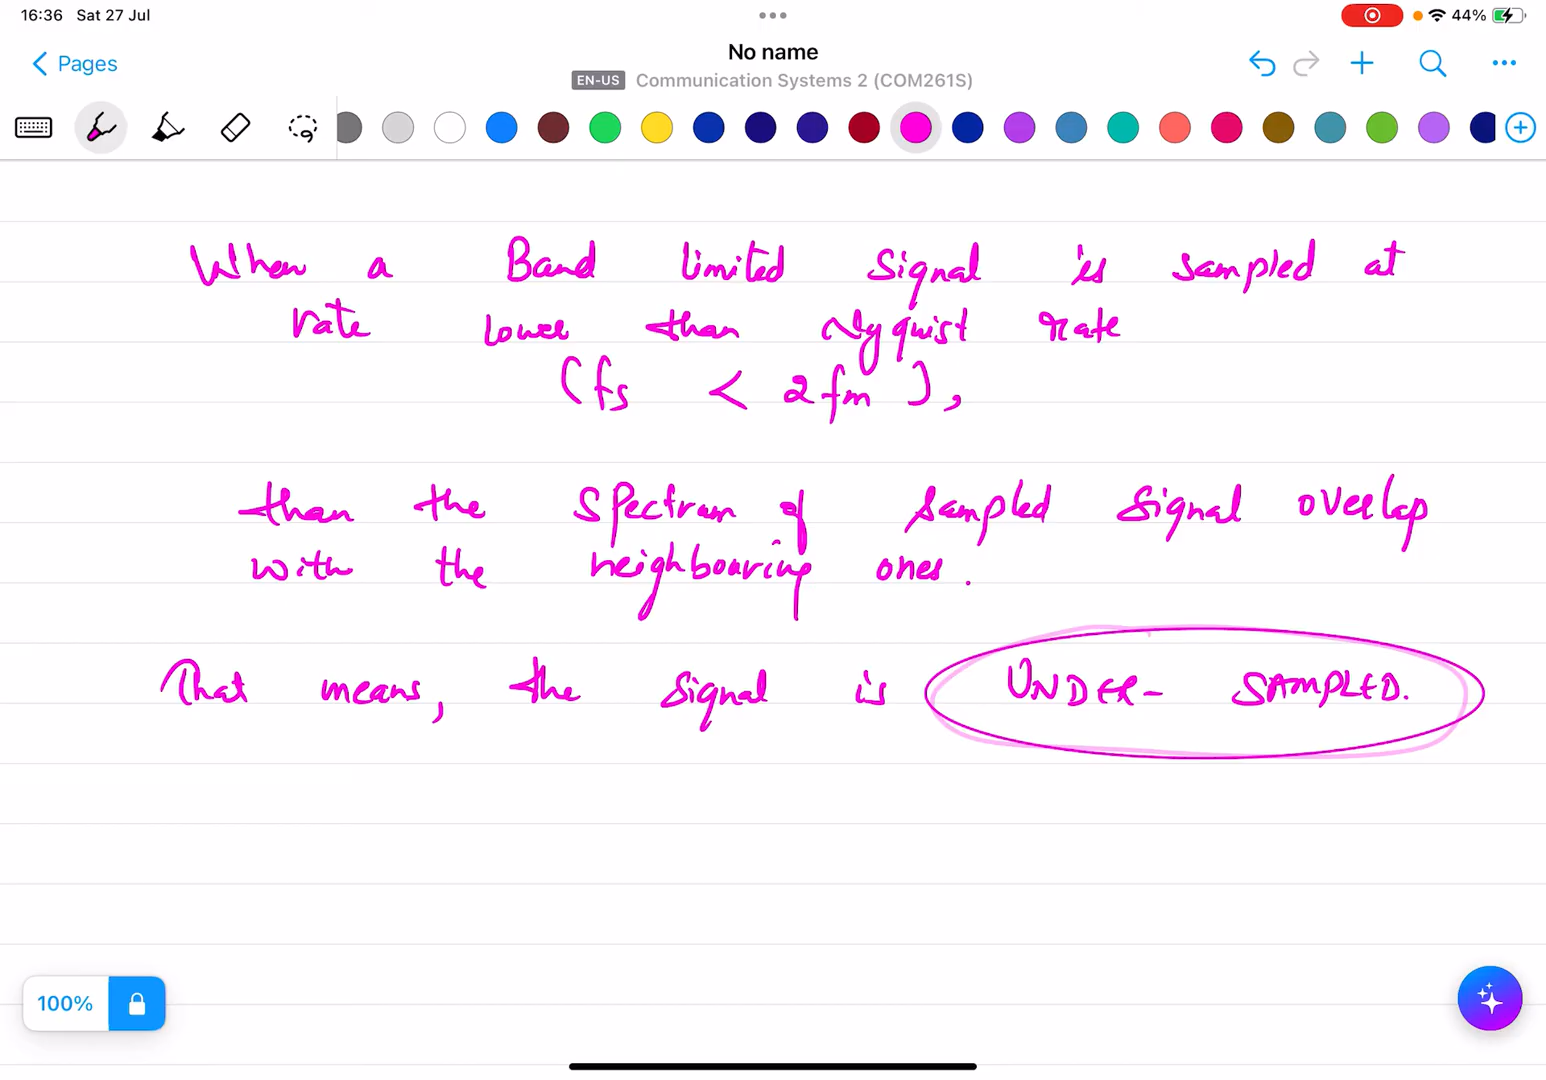 16:36 Sat 27 Jul
44%
Pages
No name
EN-US Communication Systems 2 (COM261S)
When a Band limited signal is sampled at
rate lower than Nyquist rate
(fs < 2fm),
than the spectrum of sampled signal overlap
with the neighbouring ones.
That means, the signal is UNDER- SAMPLED.
100%